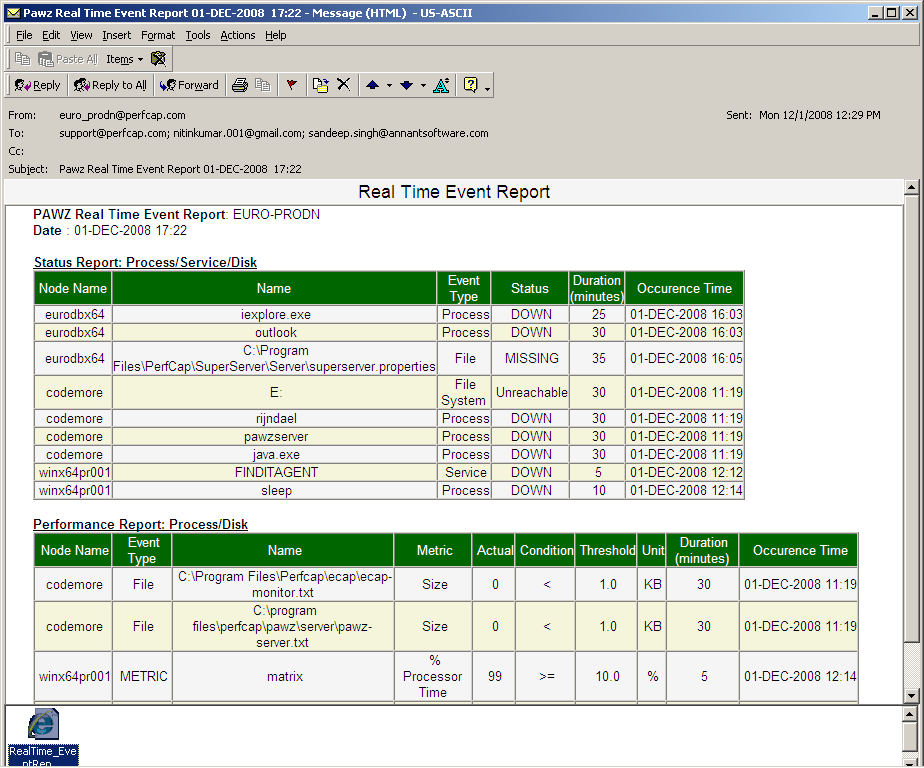 Pawz Real Time Event Report 01-DEC-2008 17:22 - Message (HTML) - US-ASCII
File Edit View Insert Format Tools Actions Help
Paste All Items
Reply Reply to All Forward
From: euro_prodn@perfcap.com Sent: Mon 12/1/2008 12:29 PM
To: support@perfcap.com; nitinkumar.001@gmail.com; sandeep.singh@annantsoftware.com
Cc:
Subject: Pawz Real Time Event Report 01-DEC-2008 17:22
Real Time Event Report
PAWZ Real Time Event Report: EURO-PRODN
Date : 01-DEC-2008 17:22
Status Report: Process/Service/Disk
Node Name Name Event Type Status Duration (minutes) Occurence Time
eurodbx64 iexplore.exe Process DOWN 25 01-DEC-2008 16:03
eurodbx64 outlook Process DOWN 30 01-DEC-2008 16:03
eurodbx64 C:\Program Files\PerfCap\SuperServer\Server\superserver.properties File MISSING 35 01-DEC-2008 16:05
codemore E: File System Unreachable 30 01-DEC-2008 11:19
codemore rijndael Process DOWN 30 01-DEC-2008 11:19
codemore pawzserver Process DOWN 30 01-DEC-2008 11:19
codemore java.exe Process DOWN 30 01-DEC-2008 11:19
winx64pr001 FINDITAGENT Service DOWN 5 01-DEC-2008 12:12
winx64pr001 sleep Process DOWN 10 01-DEC-2008 12:14
Performance Report: Process/Disk
Node Name Event Type Name Metric Actual Condition Threshold Unit Duration (minutes) Occurence Time
codemore File C:\Program Files\Perfcap\ecap\ecap-monitor.txt Size 0 < 1.0 KB 30 01-DEC-2008 11:19
codemore File C:\program files\perfcap\pawz\server\pawz-server.txt Size 0 < 1.0 KB 30 01-DEC-2008 11:19
winx64pr001 METRIC matrix % Processor Time 99 >= 10.0 % 5 01-DEC-2008 12:14
RealTime_Eve
ntRep